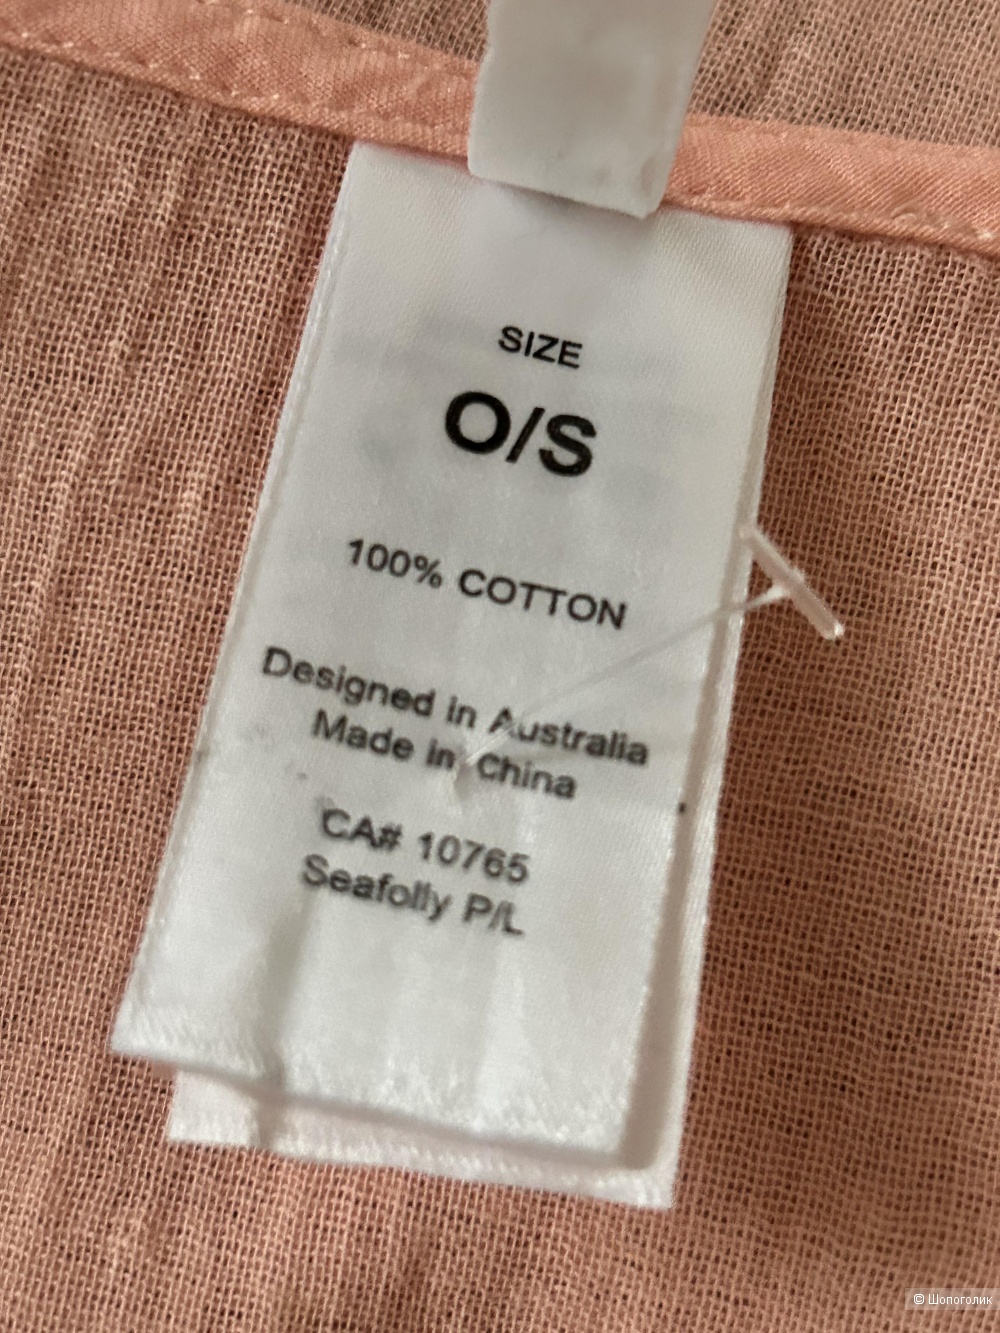 SIZE
O/S
100% COTTON
Designed in Australia
Made in China
CA# 10765
Seafolly P/L
© Шопоголик